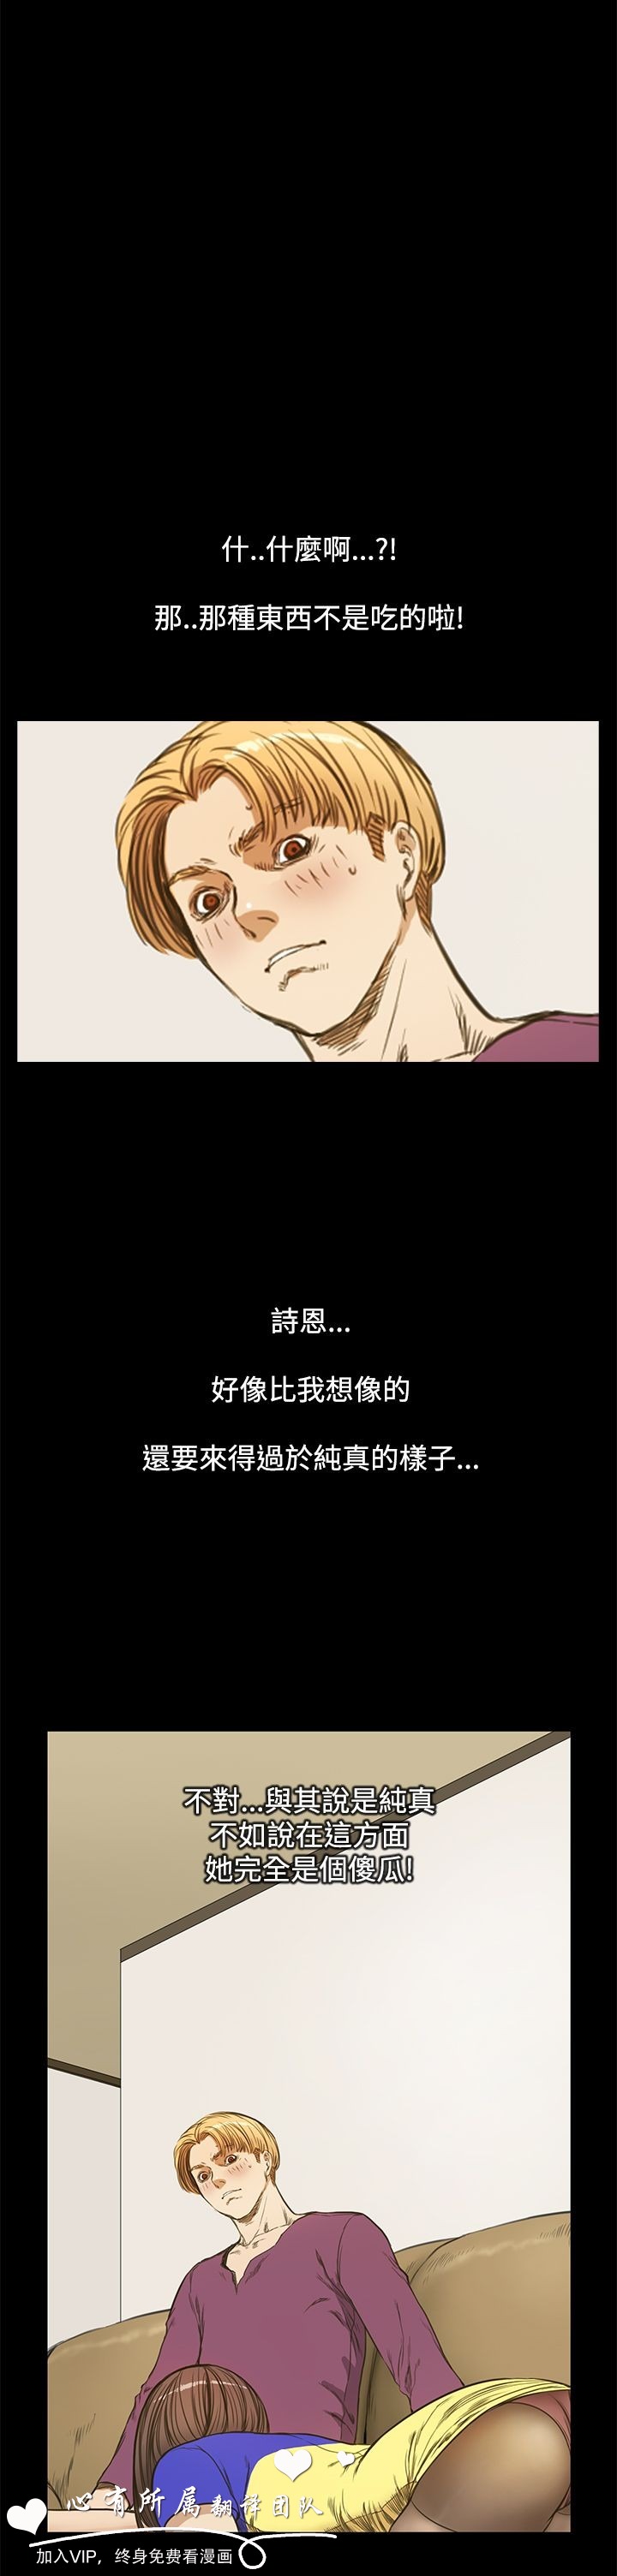 什..什麼啊...?!
那..那種東西不是吃的啦!
詩恩...
好像比我想像的
還要來得過於純真的樣子...
不對...與其說是純真
不如說在這方面
她完全是個傻瓜!
心有所属翻译团队
加入VIP，终身免费看漫画